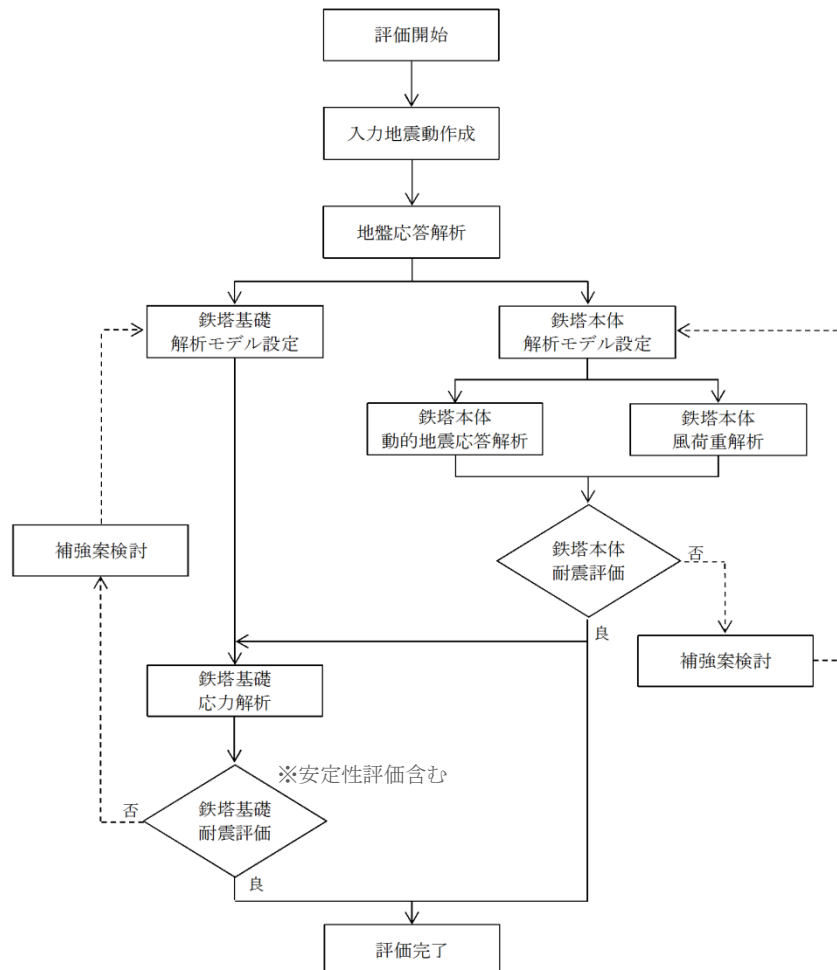 評価開始
入力地震動作成
地盤応答解析
鉄塔基礎
解析モデル設定
鉄塔本体
解析モデル設定
鉄塔本体
動的地震応答解析
鉄塔本体
風荷重解析
補強案検討
鉄塔本体
耐震評価
否
良
補強案検討
鉄塔基礎
応力解析
※安定性評価含む
鉄塔基礎
耐震評価
否
良
評価完了